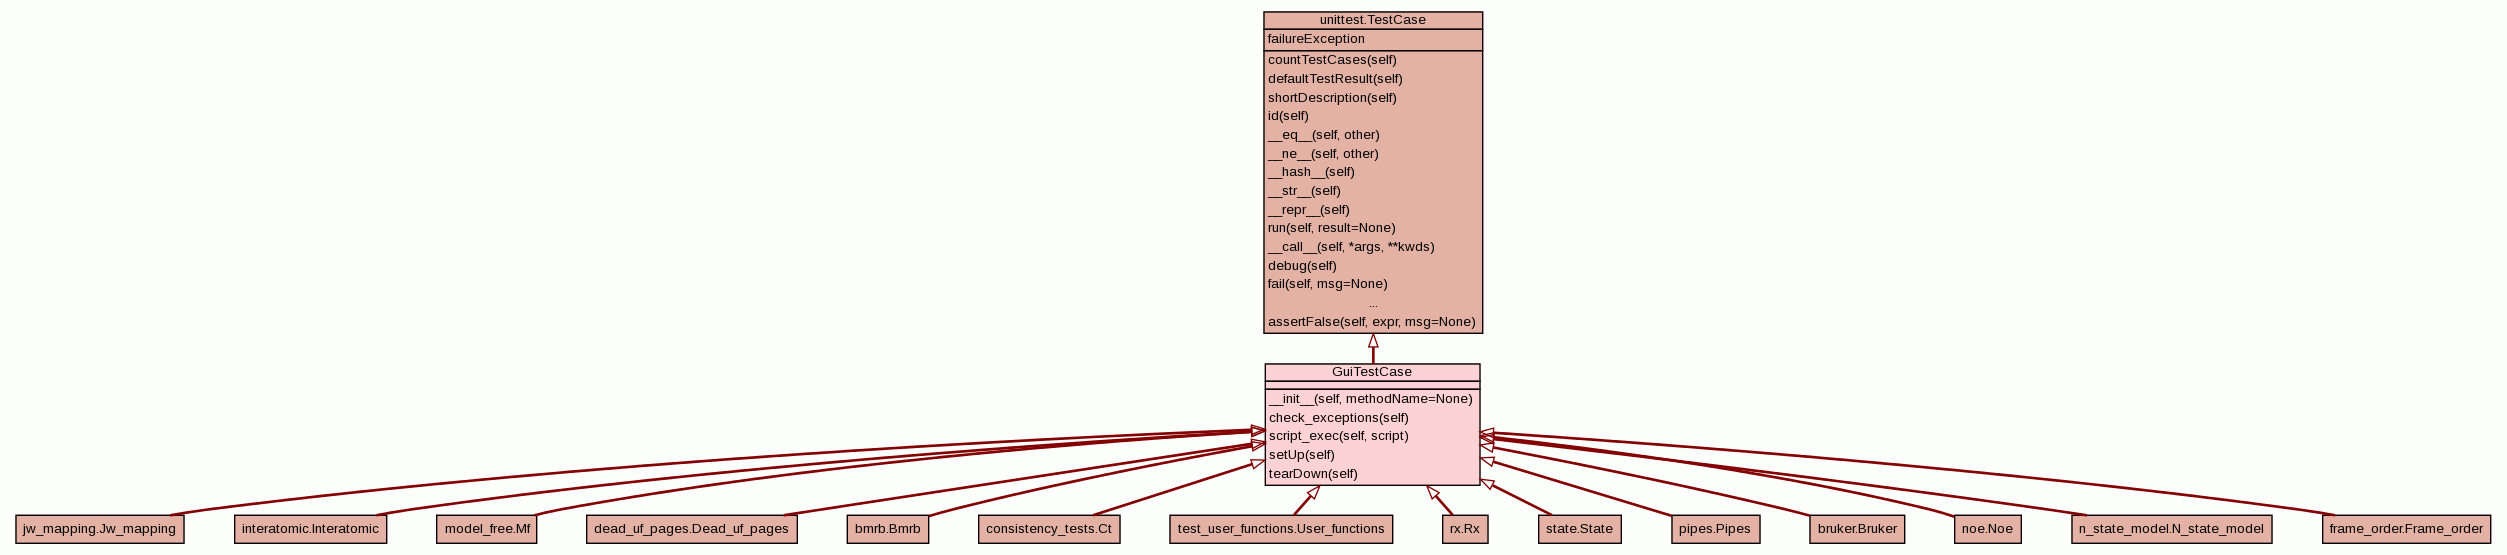 unittest.TestCase
failureException
countTestCases(self)
defaultTestResult(self)
shortDescription(self)
id(self)
__eq__(self, other)
__ne__(self, other)
__hash__(self)
__str__(self)
__repr__(self)
run(self, result=None)
__call__(self, *args, **kwds)
debug(self)
fail(self, msg=None)
...
assertFalse(self, expr, msg=None)
GuiTestCase
__init__(self, methodName=None)
check_exceptions(self)
script_exec(self, script)
setUp(self)
tearDown(self)
jw_mapping.Jw_mapping
interatomic.Interatomic
model_free.Mf
dead_uf_pages.Dead_uf_pages
bmrb.Bmrb
consistency_tests.Ct
test_user_functions.User_functions
rx.Rx
state.State
pipes.Pipes
bruker.Bruker
noe.Noe
n_state_model.N_state_model
frame_order.Frame_order